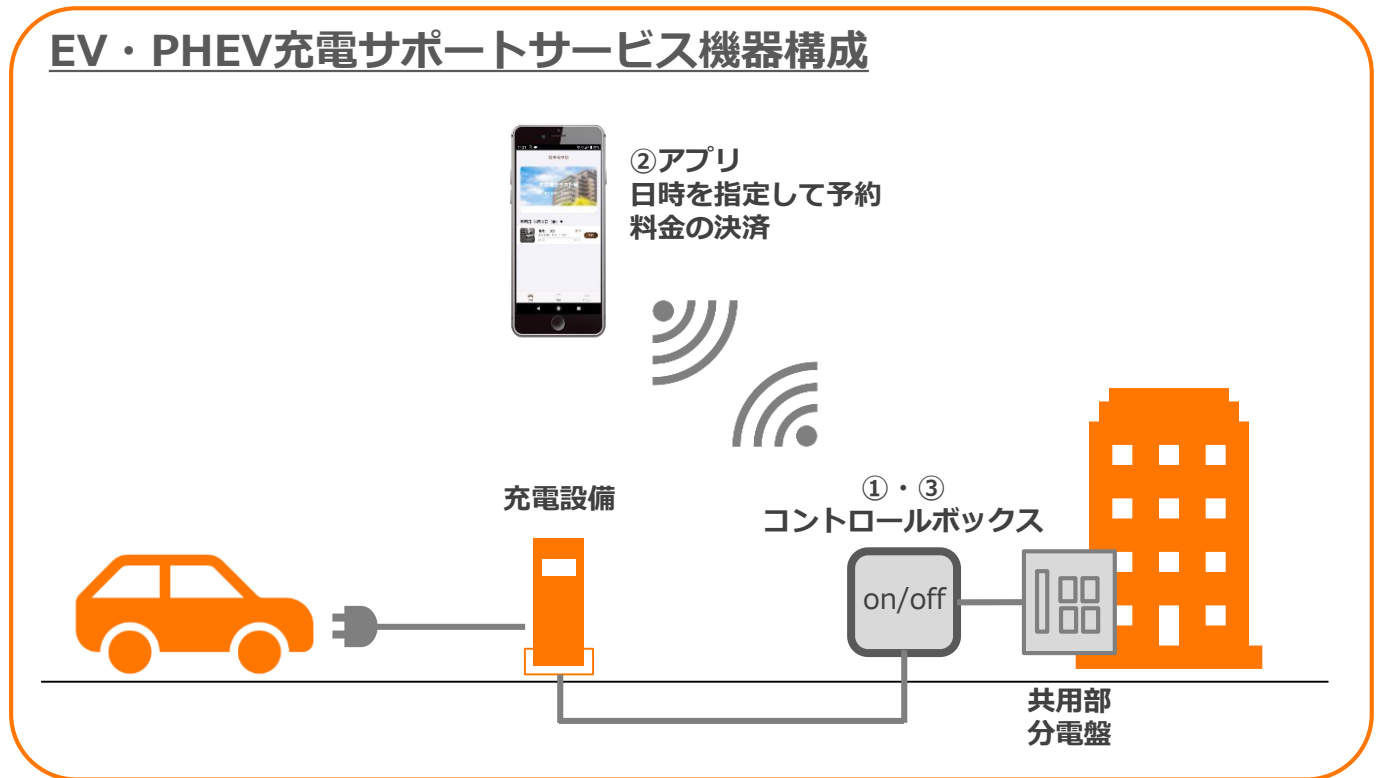 EV・PHEV充電サポートサービス機器構成
②アプリ
日時を指定して予約
料金の決済
充電設備
①・③
コントロールボックス
on/off
共用部
分電盤